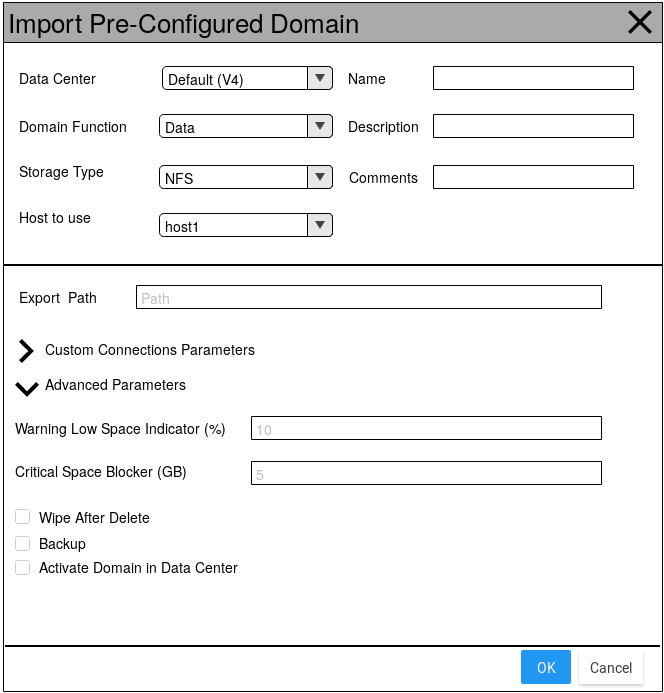 Import Pre-Configured Domain
Data Center Default (V4) Name
Domain Function Data Description
Storage Type NFS Comments
Host to use host1
Export Path Path
Custom Connections Parameters
Advanced Parameters
Warning Low Space Indicator (%) 10
Critical Space Blocker (GB) 5
Wipe After Delete
Backup
Activate Domain in Data Center
OK Cancel